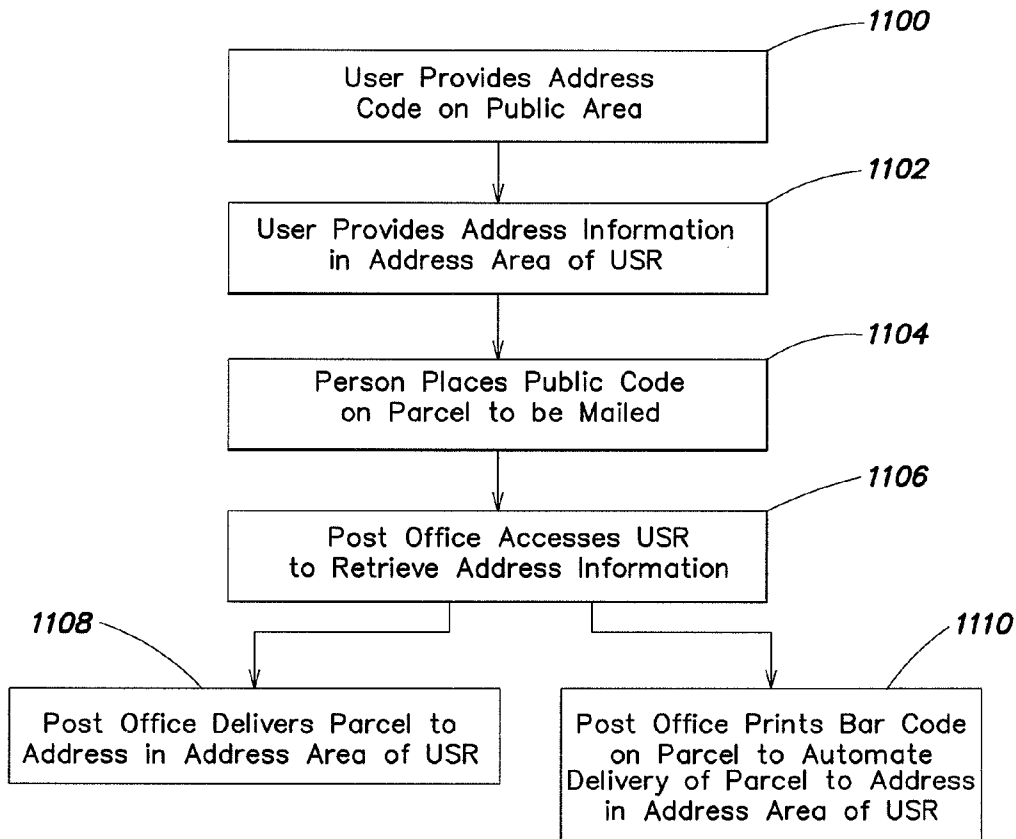 1100
User Provides Address
Code on Public Area
1102
User Provides Address Information
in Address Area of USR
1104
Person Places Public Code
on Parcel to be Mailed
1106
Post Office Accesses USR
to Retrieve Address Information
1108
Post Office Delivers Parcel to
Address in Address Area of USR
1110
Post Office Prints Bar Code
on Parcel to Automate
Delivery of Parcel to Address
in Address Area of USR